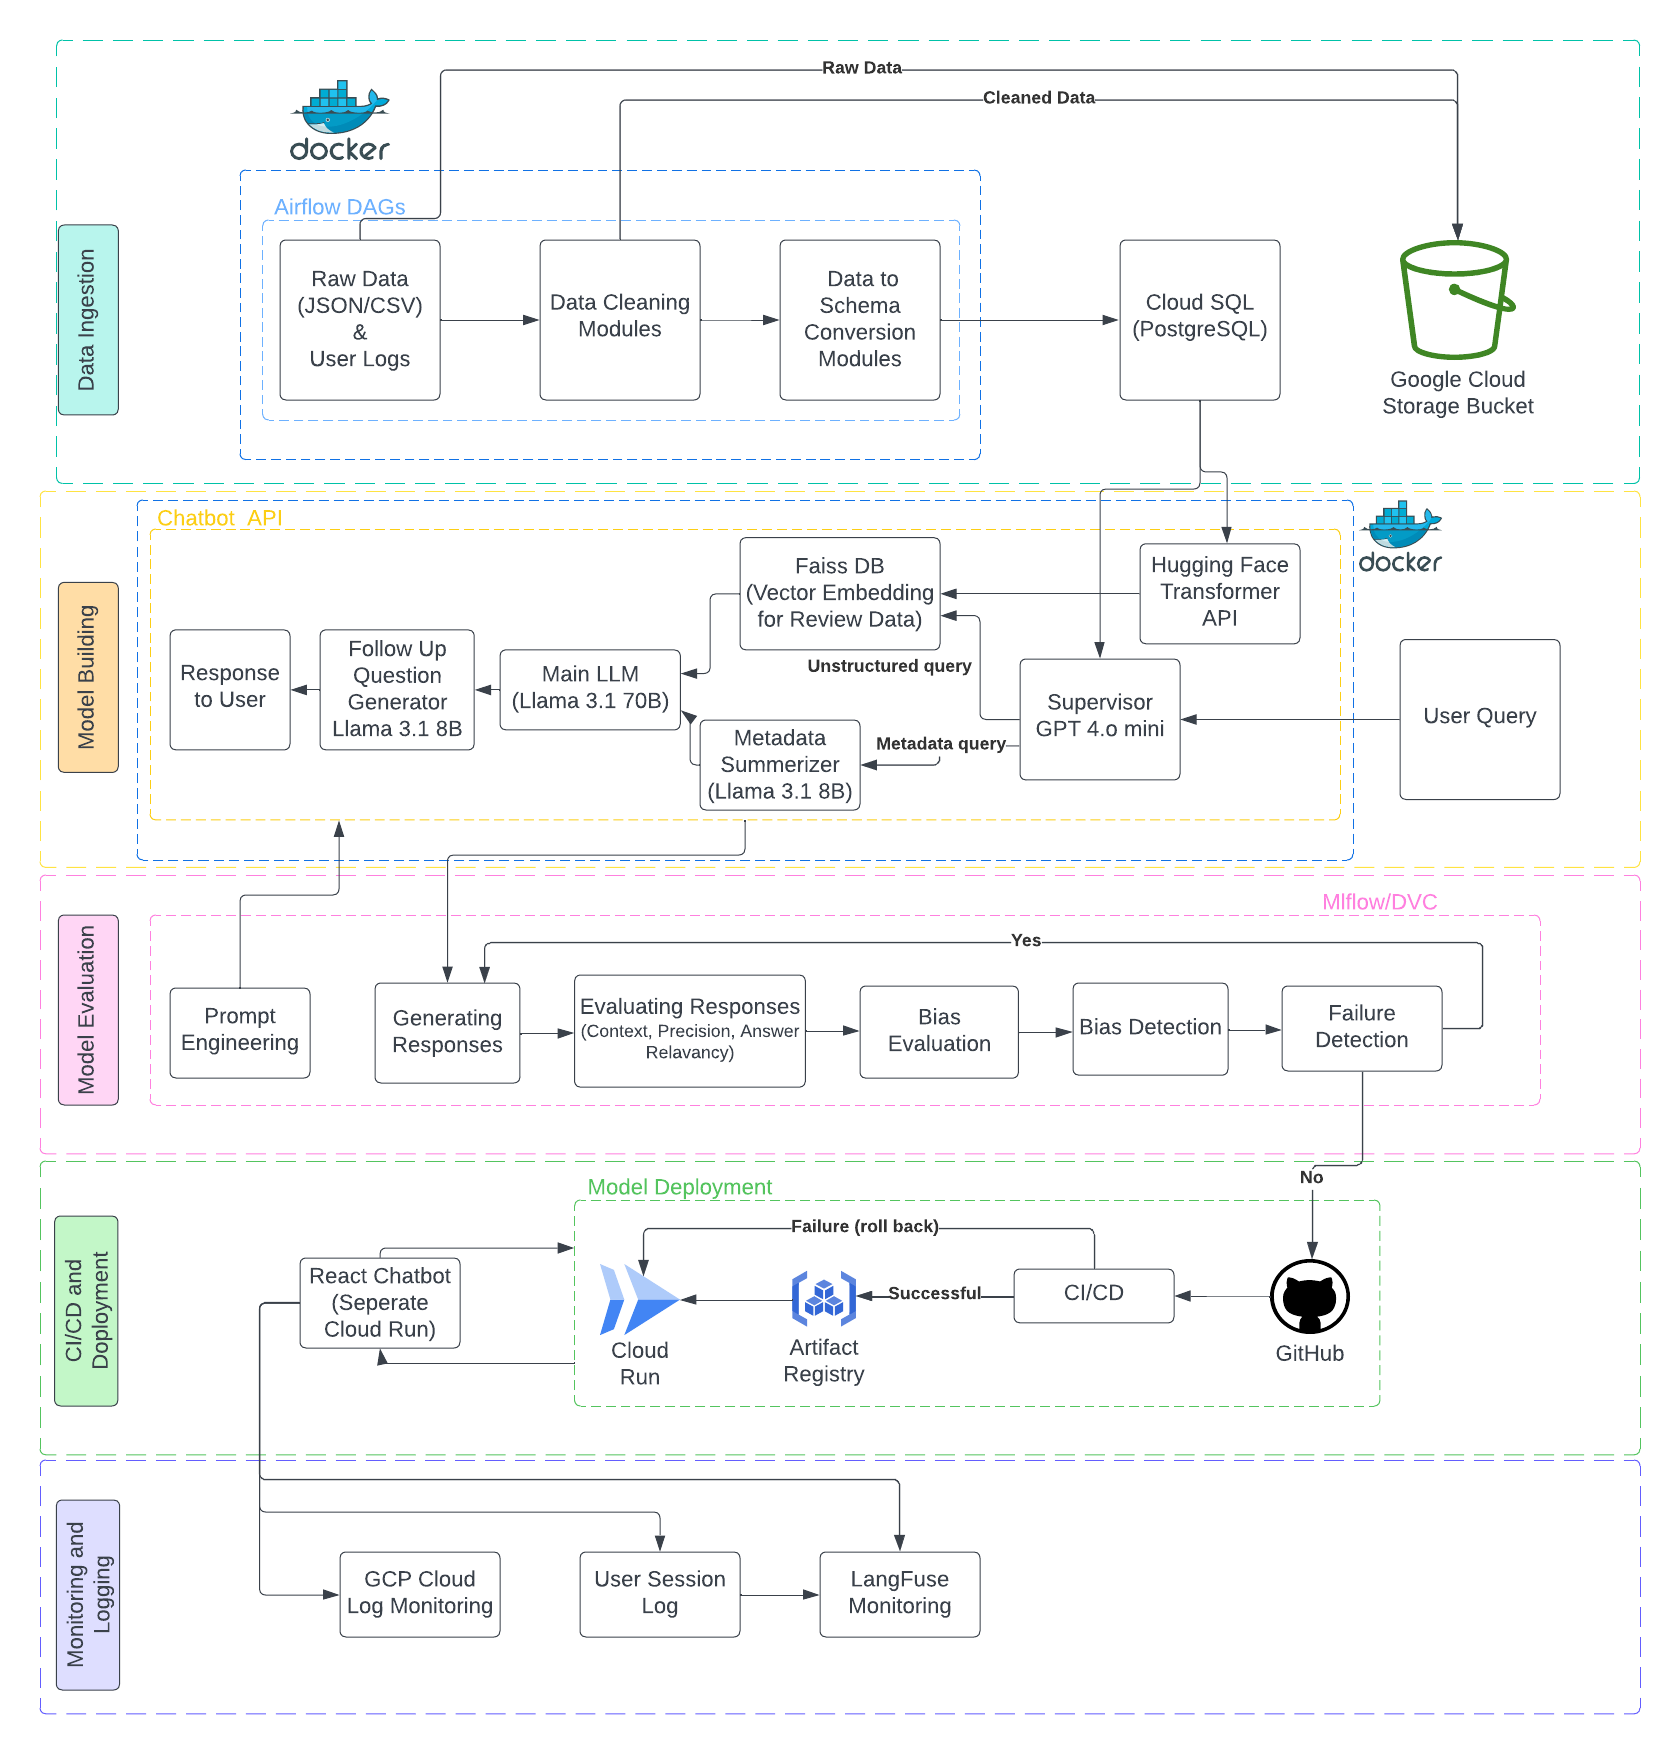 Raw Data
Cleaned Data
docker
Airflow DAGs
Data Ingestion
Raw Data
(JSON/CSV)
&
User Logs
Data Cleaning
Modules
Data to
Schema
Conversion
Modules
Cloud SQL
(PostgreSQL)
Google Cloud
Storage Bucket
Chatbot API
docker
Model Building
Faiss DB
(Vector Embedding
for Review Data)
Hugging Face
Transformer
API
Response
to User
Follow Up
Question
Generator
Llama 3.1 8B
Main LLM
(Llama 3.1 70B)
Unstructured query
Supervisor
GPT 4.o mini
User Query
Metadata query
Metadata
Summerizer
(Llama 3.1 8B)
Mlflow/DVC
Model Evaluation
Yes
Prompt
Engineering
Generating
Responses
Evaluating Responses
(Context, Precision, Answer
Relavancy)
Bias
Evaluation
Bias Detection
Failure
Detection
No
Model Deployment
CI/CD and
Doployment
Failure (roll back)
React Chatbot
(Seperate
Cloud Run)
Cloud
Run
Successful
Artifact
Registry
CI/CD
GitHub
Monitoring and
Logging
GCP Cloud
Log Monitoring
User Session
Log
LangFuse
Monitoring